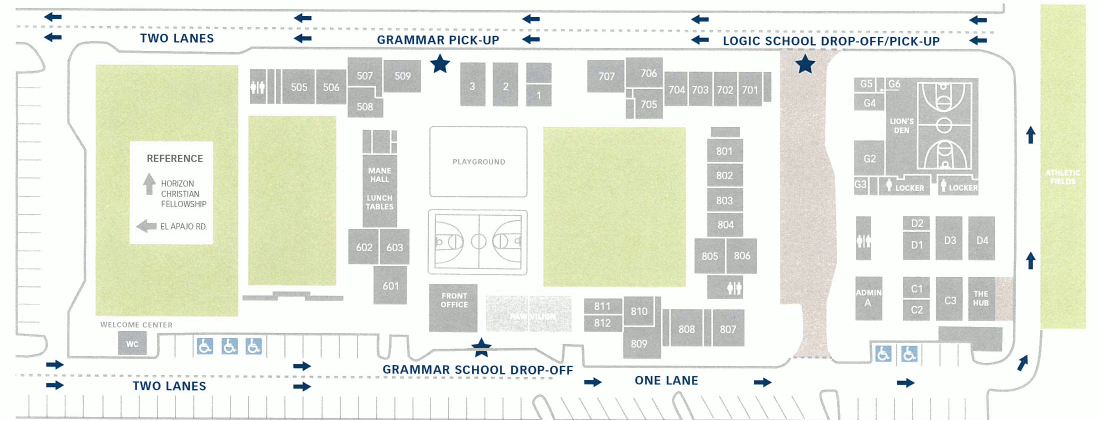 TWO LANES
GRAMMAR PICK-UP
LOGIC SCHOOL DROP-OFF/PICK-UP
505
506
507
508
509
3
2
1
707
706
705
704
703
702
701
G5
G6
G4
LION'S
DEN
G2
G3
LOCKER
LOCKER
REFERENCE
HORIZON
CHRISTIAN
FELLOWSHIP
EL APAJO RD.
MANE
HALL
LUNCH
TABLES
PLAYGROUND
801
802
803
804
805
806
602
603
601
ATHLETIC
FIELDS
D2
D1
D3
D4
ADMIN
A
C1
C2
C3
THE
HUB
FRONT
OFFICE
PAW VILION
811
812
810
809
808
807
WELCOME CENTER
WC
GRAMMAR SCHOOL DROP-OFF
TWO LANES
ONE LANE